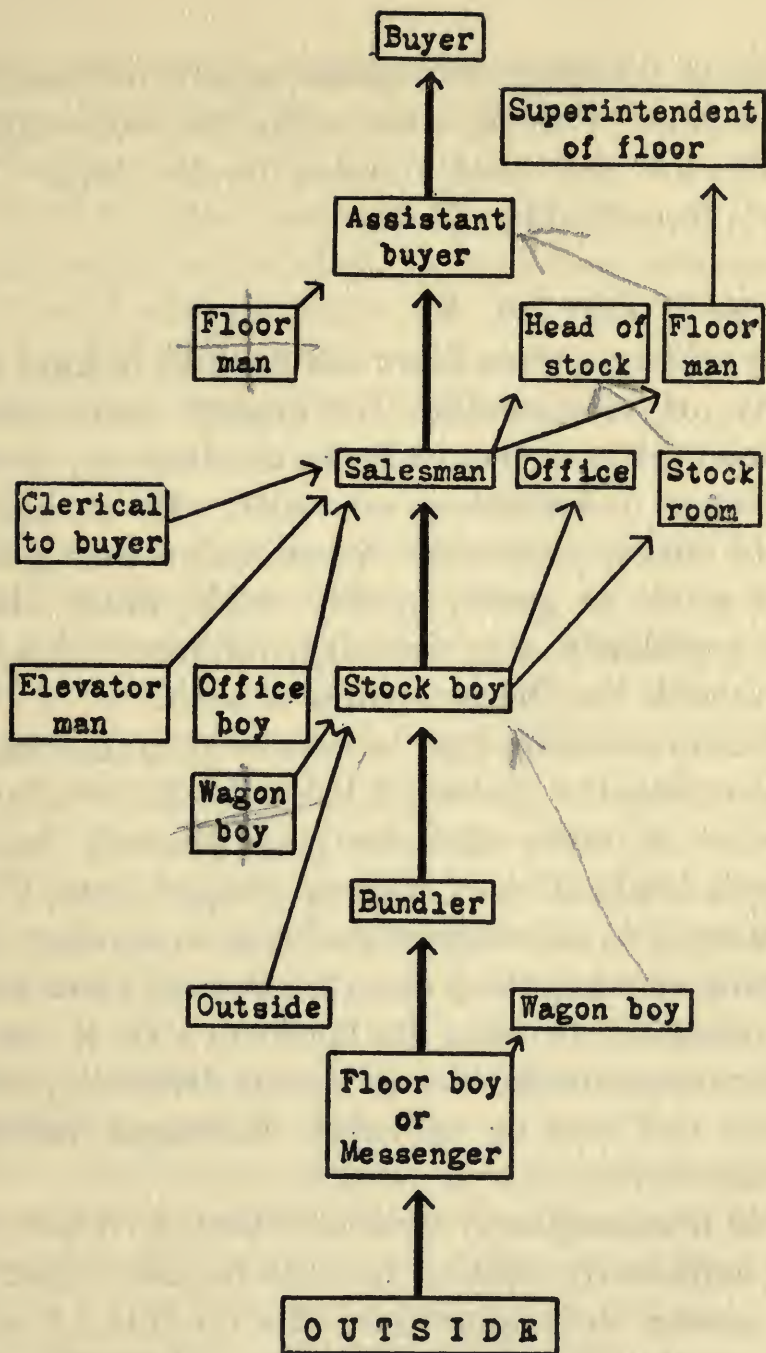 Buyer
Superintendent
of floor
Assistant
buyer
Floor
man
Head of
stock
Floor
man
Salesman
Office
Stock
room
Clerical
to buyer
Elevator
man
Office
boy
Stock boy
Wagon
boy
Bundler
Outside
Wagon boy
Floor boy
or
Messenger
OUTSIDE